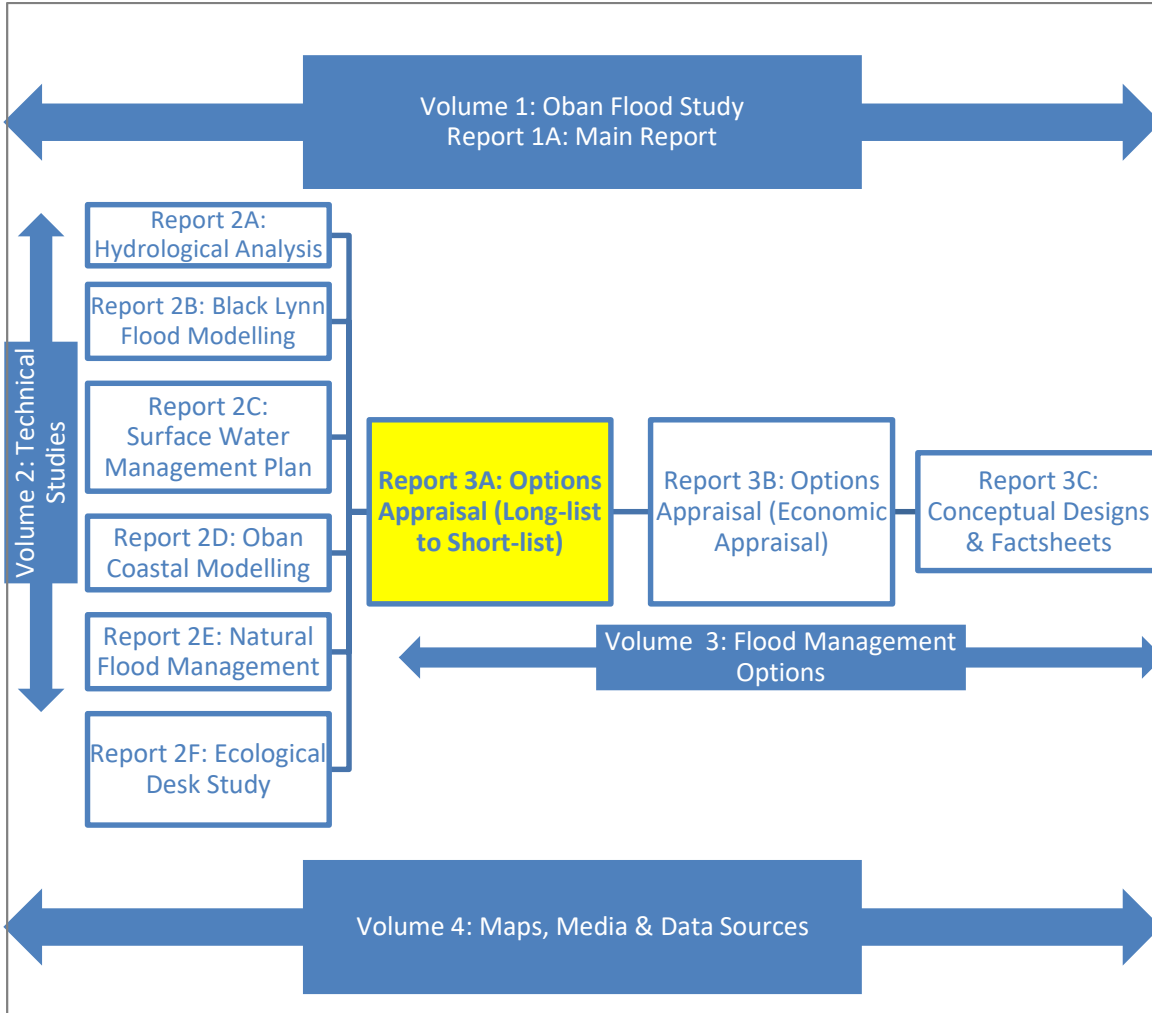 Volume 1: Oban Flood Study
Report 1A: Main Report
Volume 2: Technical
Studies
Report 2A:
Hydrological Analysis
Report 2B: Black Lynn
Flood Modelling
Report 2C:
Surface Water
Management Plan
Report 2D: Oban
Coastal Modelling
Report 2E: Natural
Flood Management
Report 2F: Ecological
Desk Study
Report 3A: Options
Appraisal (Long-list
to Short-list)
Report 3B: Options
Appraisal (Economic
Appraisal)
Report 3C:
Conceptual Designs
& Factsheets
Volume 3: Flood Management
Options
Volume 4: Maps, Media & Data Sources